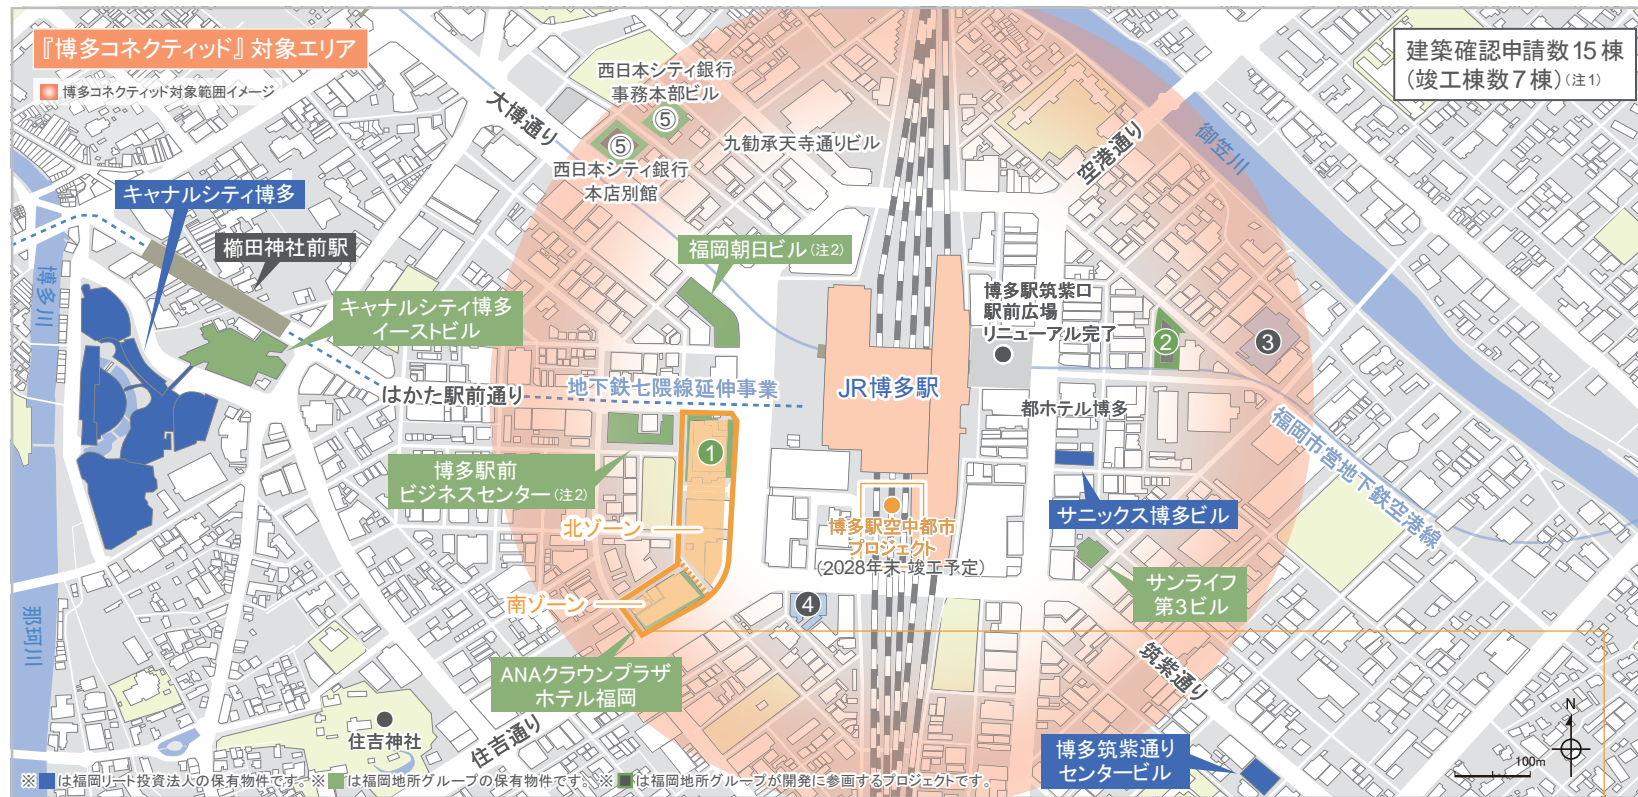 『博多コネクティッド』対象エリア
博多コネクティッド対象範囲イメージ
建築確認申請数15棟
(竣工棟数7棟)(注1)
西日本シティ銀行
事務本部ビル
⑤
⑤
西日本シティ銀行
本店別館
大博通り
九勧承天寺通りビル
空港通り
御笠川
キャナルシティ博多
櫛田神社前駅
博多川
キャナルシティ博多
イーストビル
福岡朝日ビル(注2)
博多駅筑紫口
駅前広場
リニューアル完了
2
3
はかた駅前通り
地下鉄七隈線延伸事業
JR博多駅
都ホテル博多
福岡市営地下鉄空港線
1
博多駅前
ビジネスセンター(注2)
北ゾーン
博多駅空中都市
プロジェクト
(2028年末 竣工予定)
サニックス博多ビル
サンライフ
第3ビル
南ゾーン
4
那珂川
ANAクラウンプラザ
ホテル福岡
筑紫通り
住吉神社
住吉通り
博多筑紫通り
センタービル
N
100m
※■は福岡リート投資法人の保有物件です。※■は福岡地所グループの保有物件です。※■は福岡地所グループが開発に参画するプロジェクトです。